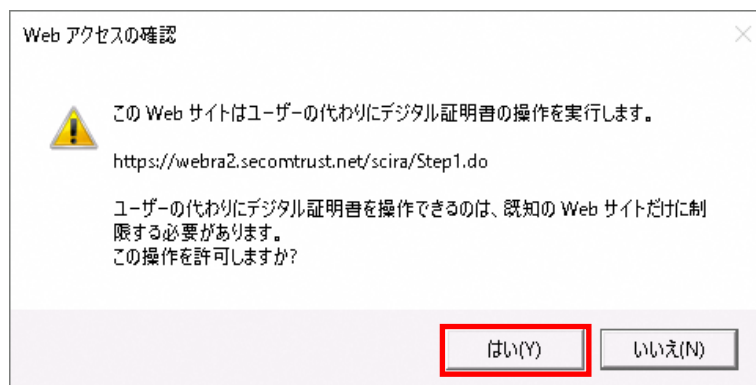 Web アクセスの確認
この Web サイトはユーザーの代わりにデジタル証明書の操作を実行します。
https://webra2.secomtrust.net/scira/Step1.do
ユーザーの代わりにデジタル証明書を操作できるのは、既知の Web サイトだけに制
限する必要があります。
この操作を許可しますか?
はい(Y)
いいえ(N)